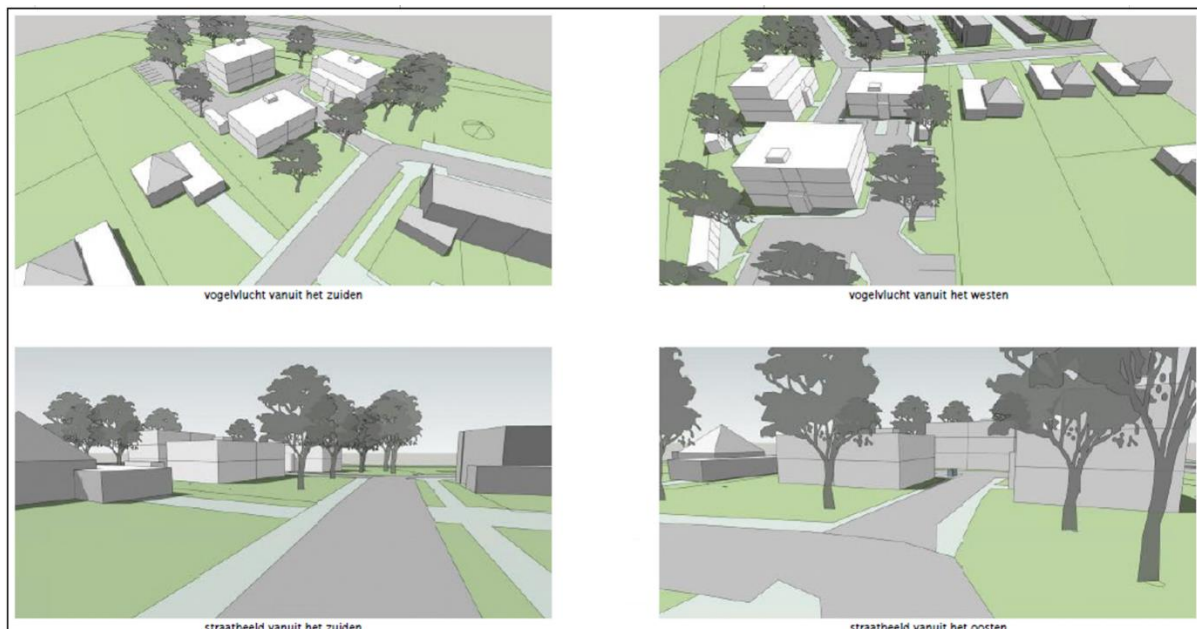 vogelvlucht vanuit het zuiden
vogelvlucht vanuit het westen
straatbeeld vanuit het zuiden
straatbeeld vanuit het oosten